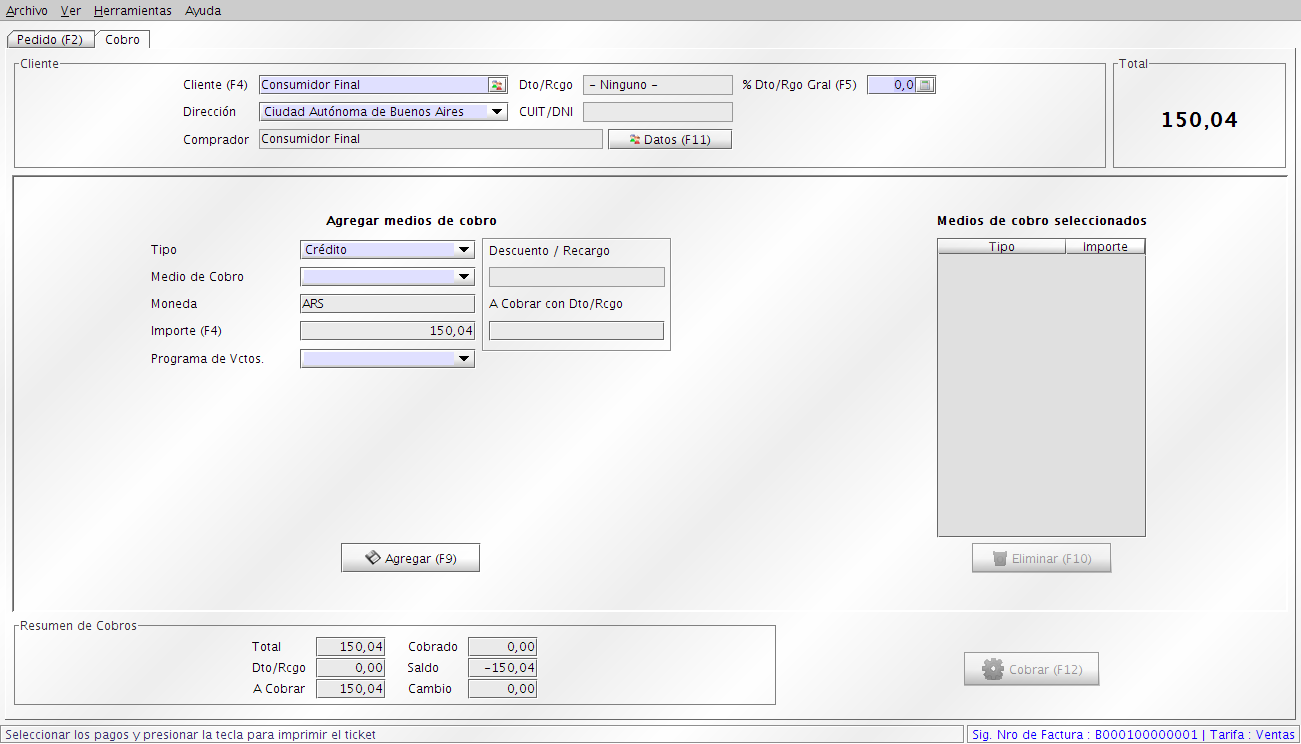 Archivo Ver Herramientas Ayuda
Pedido (F2) Cobro
Cliente
Cliente (F4) Consumidor Final Dto/Rcgo - Ninguno - % Dto/Rgo Gral (F5) 0,0
Dirección Ciudad Autónoma de Buenos Aires CUIT/DNI
Comprador Consumidor Final Datos (F11)
Total
150,04
Agregar medios de cobro
Tipo Crédito
Medio de Cobro
Moneda ARS
Importe (F4) 150,04
Programa de Vctos.
Descuento / Recargo
A Cobrar con Dto/Rcgo
Agregar (F9)
Medios de cobro seleccionados
Tipo Importe
Eliminar (F10)
Resumen de Cobros
Total 150,04 Cobrado 0,00
Dto/Rcgo 0,00 Saldo -150,04
A Cobrar 150,04 Cambio 0,00
Cobrar (F12)
Seleccionar los pagos y presionar la tecla para imprimir el ticket
Sig. Nro de Factura : B000100000001 | Tarifa : Ventas